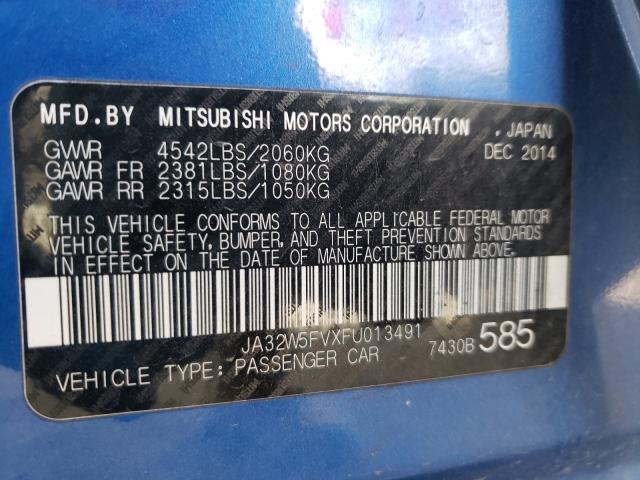 MFD.BY MITSUBISHI MOTORS CORPORATION , JAPAN
GVWR 4542LBS/2060KG DEC 2014
GAWR FR 2381LBS/1080KG
GAWR RR 2315LBS/1050KG
THIS VEHICLE CONFORMS TO ALL APPLICABLE FEDERAL MOTOR
VEHICLE SAFETY, BUMPER, AND THEFT PREVENTION STANDARDS
IN EFFECT ON THE DATE OF MANUFACTURE SHOWN ABOVE.
JA32W5FVXFU013491 7430B 585
VEHICLE TYPE: PASSENGER CAR